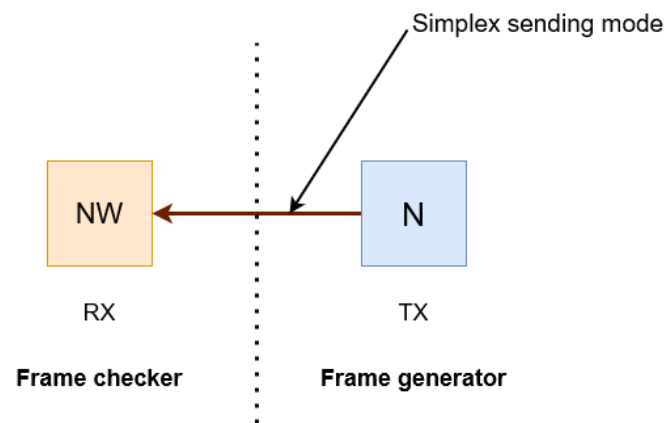 Simplex sending mode
NW
N
RX
TX
Frame checker
Frame generator